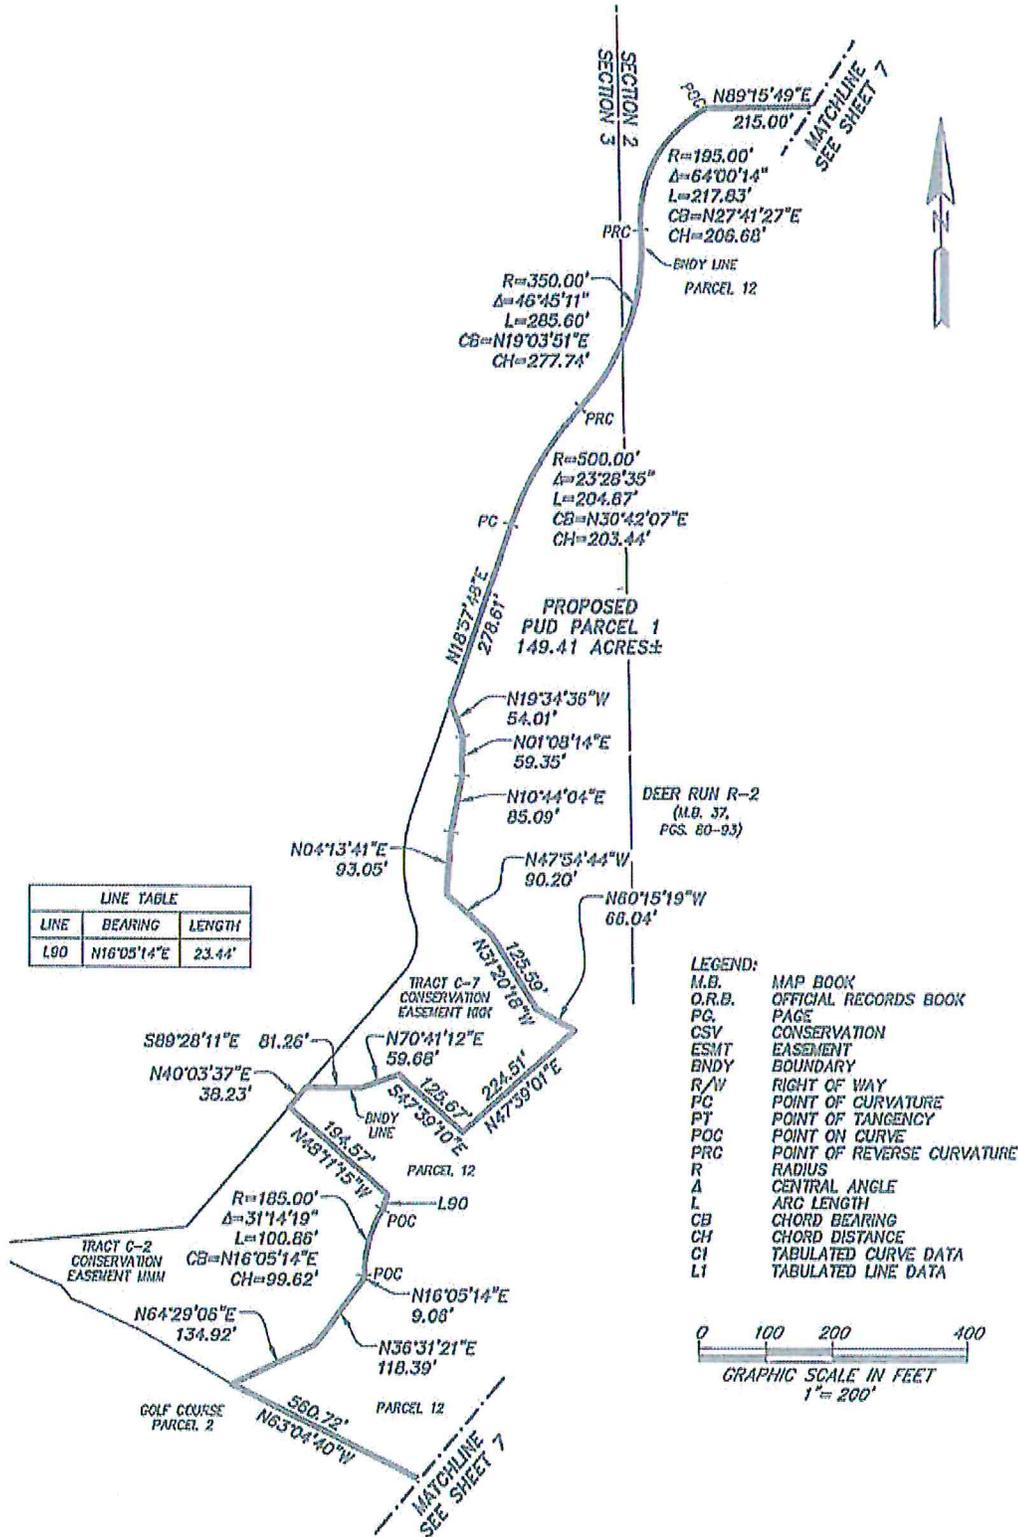 SECTION 2
SECTION 3
POC
N89°15'49"E
215.00'
MATCHLINE
SEE SHEET 7
R=195.00'
Δ=64°00'14"
L=217.83'
CB=N27°41'27"E
CH=206.68'
PRC
BNDY LINE
PARCEL 12
N
R=350.00'
Δ=46°45'11"
L=285.60'
CB=N19°03'51"E
CH=277.74'
PRC
R=500.00'
Δ=23°28'35"
L=204.87'
CB=N30°42'07"E
CH=203.44'
PC
N18°57'48"E
278.61'
PROPOSED
PUD PARCEL 1
149.41 ACRES±
N19°34'36"W
54.01'
N01°08'14"E
59.35'
N10°44'04"E
85.09'
DEER RUN R-2
(M.B. 37,
PGS. 80-93)
N04°13'41"E
93.05'
N47°54'44"W
90.20'
N60°15'19"W
66.04'
LINE TABLE
LINE BEARING LENGTH
L90 N16°05'14"E 23.44'
125.59'
N31°20'18"W
TRACT C-7
CONSERVATION
EASEMENT KKK
S89°28'11"E 81.26'
N70°41'12"E
59.68'
N40°03'37"E
38.23'
BNDY
LINE
125.67'
S47°39'10"E
224.51'
N47°59'01"E
194.57'
N48°11'15"W
PARCEL 12
L90
POC
R=185.00'
Δ=31°14'19"
L=100.86'
CB=N16°05'14"E
CH=99.62'
TRACT C-2
CONSERVATION
EASEMENT MMM
POC
N16°05'14"E
9.08'
N64°29'06"E
134.92'
N36°31'21"E
118.39'
GOLF COURSE
PARCEL 2
560.72'
N63°04'40"W
PARCEL 12
MATCHLINE
SEE SHEET 7
LEGEND:
M.B. MAP BOOK
O.R.B. OFFICIAL RECORDS BOOK
PG. PAGE
CSV CONSERVATION
ESMT EASEMENT
BNDY BOUNDARY
R/W RIGHT OF WAY
PC POINT OF CURVATURE
PT POINT OF TANGENCY
POC POINT ON CURVE
PRC POINT OF REVERSE CURVATURE
R RADIUS
Δ CENTRAL ANGLE
L ARC LENGTH
CB CHORD BEARING
CH CHORD DISTANCE
C1 TABULATED CURVE DATA
L1 TABULATED LINE DATA
0 100 200 400
GRAPHIC SCALE IN FEET
1"= 200'